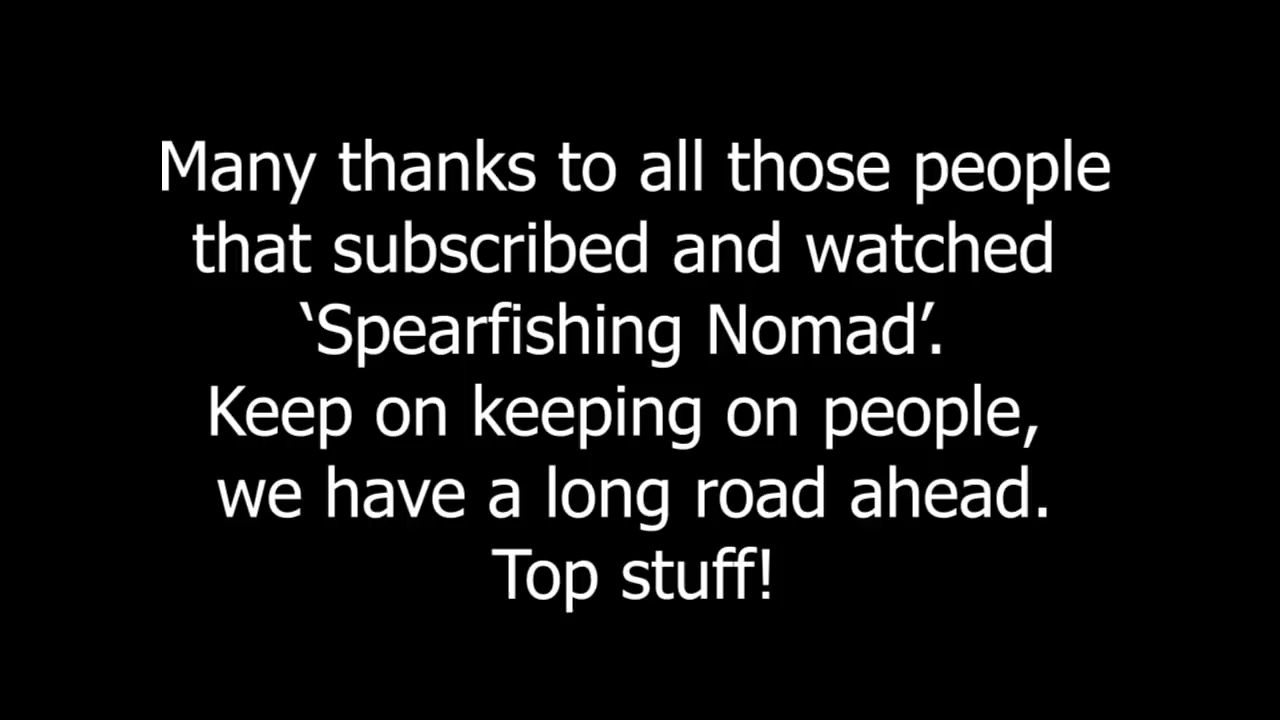 Many thanks to all those people
that subscribed and watched
‘Spearfishing Nomad’.
Keep on keeping on people,
we have a long road ahead.
Top stuff!